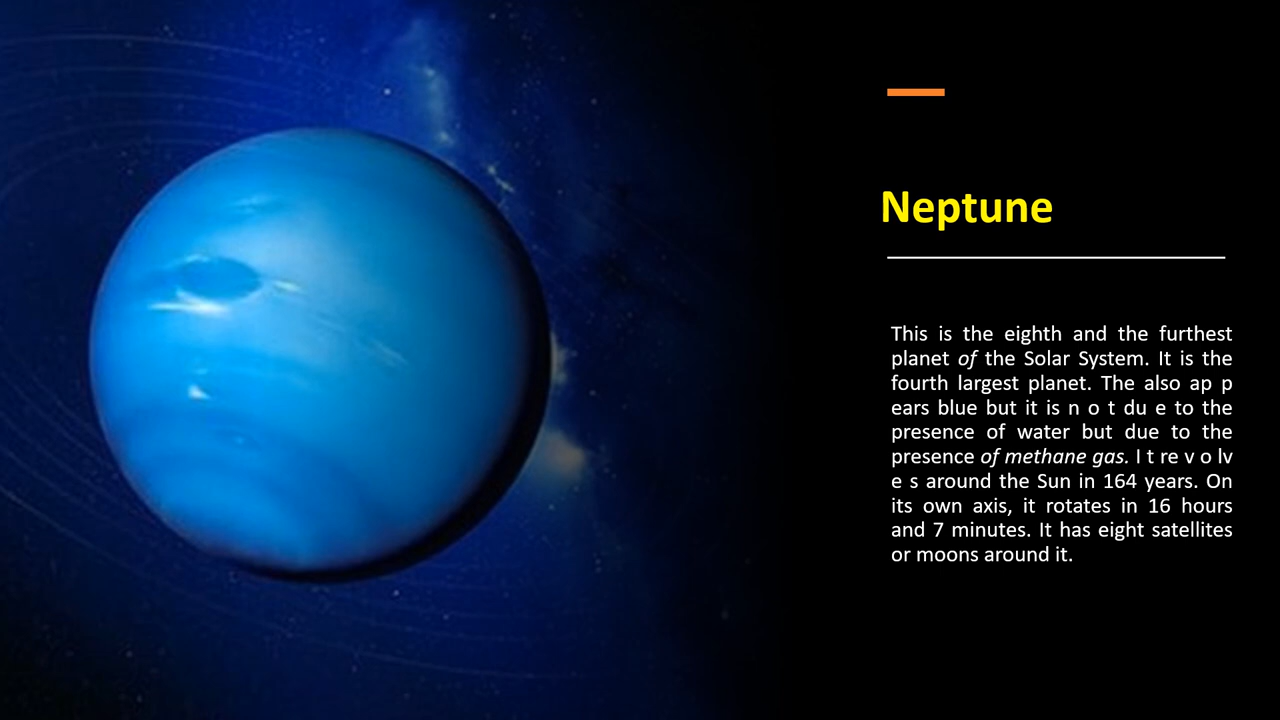 Neptune
This is the eighth and the furthest
planet of the Solar System. It is the
fourth largest planet. The also ap p
ears blue but it is n o t du e to the
presence of water but due to the
presence of methane gas. I t re v o lv
e s around the Sun in 164 years. On
its own axis, it rotates in 16 hours
and 7 minutes. It has eight satellites
or moons around it.